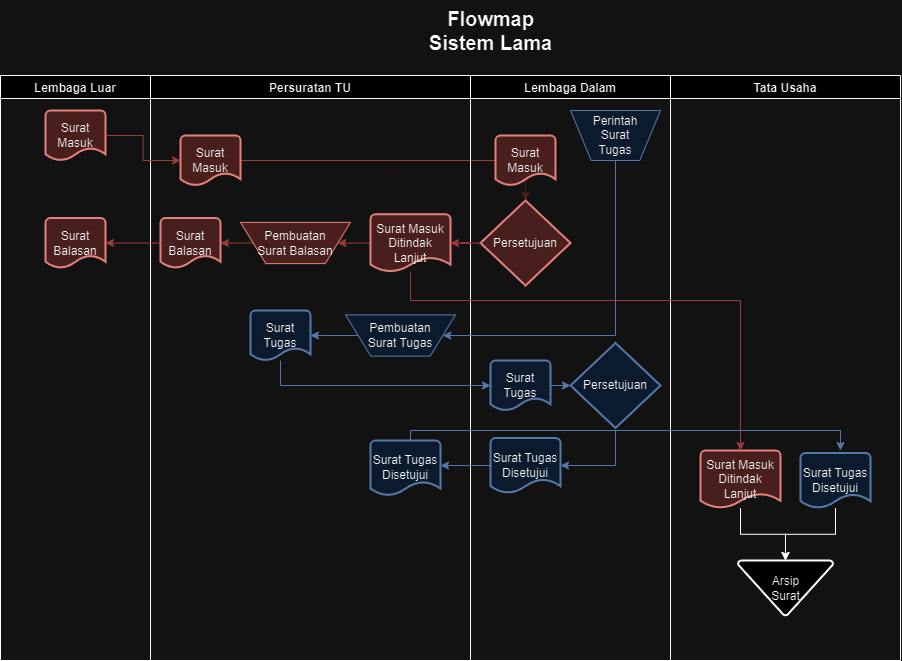 Flowmap
Sistem Lama
Lembaga Luar
Persuratan TU
Lembaga Dalam
Tata Usaha
Surat
Masuk
Surat
Masuk
Surat
Masuk
Perintah
Surat
Tugas
Surat
Balasan
Surat
Balasan
Pembuatan
Surat Balasan
Surat Masuk
Ditindak
Lanjut
Persetujuan
Surat
Tugas
Pembuatan
Surat Tugas
Surat
Tugas
Persetujuan
Surat Tugas
Disetujui
Surat Tugas
Disetujui
Surat Masuk
Ditindak
Lanjut
Surat Tugas
Disetujui
Arsip
Surat